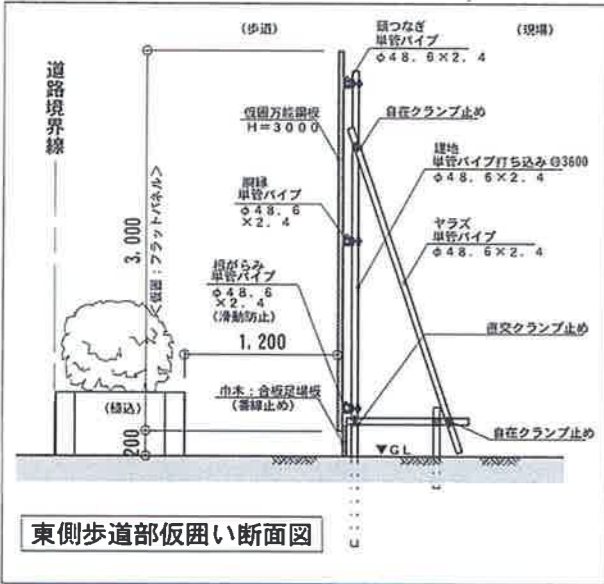 (歩道)
頭つなぎ
単管パイプ
φ48.6×2.4
(現場)
道路境界線
仮囲万能鋼板
H=3000
自在クランプ止め
建地
単管パイプ打ち込み@3600
φ48.6×2.4
胴縁
単管パイプ
φ48.6
×2.4
ヤラズ
単管パイプ
φ48.6×2.4
3,000
<仮囲:フラットパネル>
根がらみ
単管パイプ
φ48.6
×2.4
(滑動防止)
直交クランプ止め
1,200
巾木:合板足場板
(番線止め)
(植込)
自在クランプ止め
200
▼GL
東側歩道部仮囲い断面図